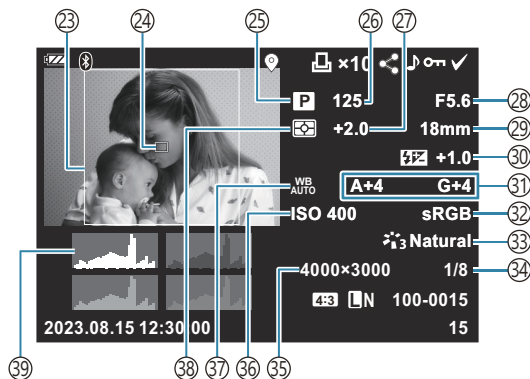 ㉓ ㉔ ㉕ ㉖ ㉗
×10
P 125 F5.6 ㉘
+2.0 18mm ㉙
+1.0 ㉚
WB AUTO A+4 G+4 ㉛
ISO 400 sRGB ㉜
3 Natural ㉝
4000×3000 1/8 ㉞
4:3 L N 100-0015
2023.08.15 12:30:00 15
㊴ ㊳ ㊲ ㊱ ㉟